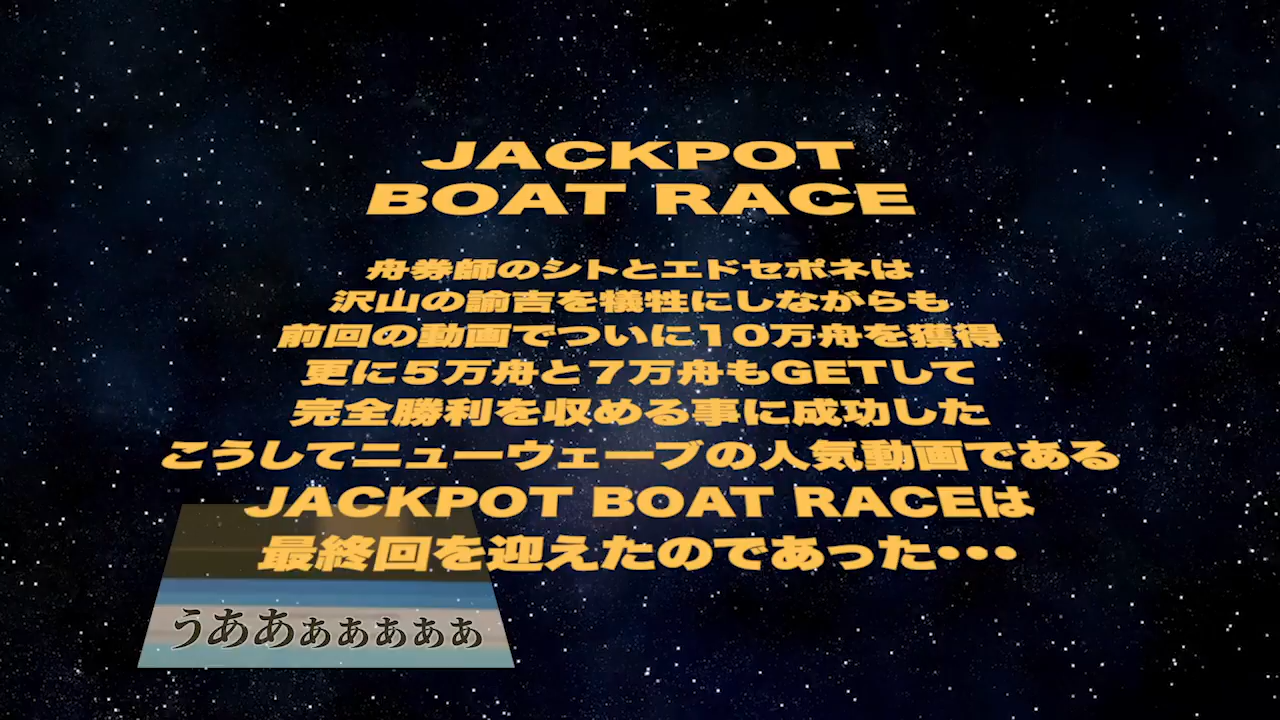 JACKPOT
BOAT RACE
舟券師のシトとエドセポネは
沢山の諭吉を犠牲にしながらも
前回の動画でついに10万舟を獲得
更に5万舟と7万舟もGETして
完全勝利を収める事に成功した
こうしてニューウェーブの人気動画である
JACKPOT BOAT RACEは
最終回を迎えたのであった・・・
うああぁぁぁぁぁ